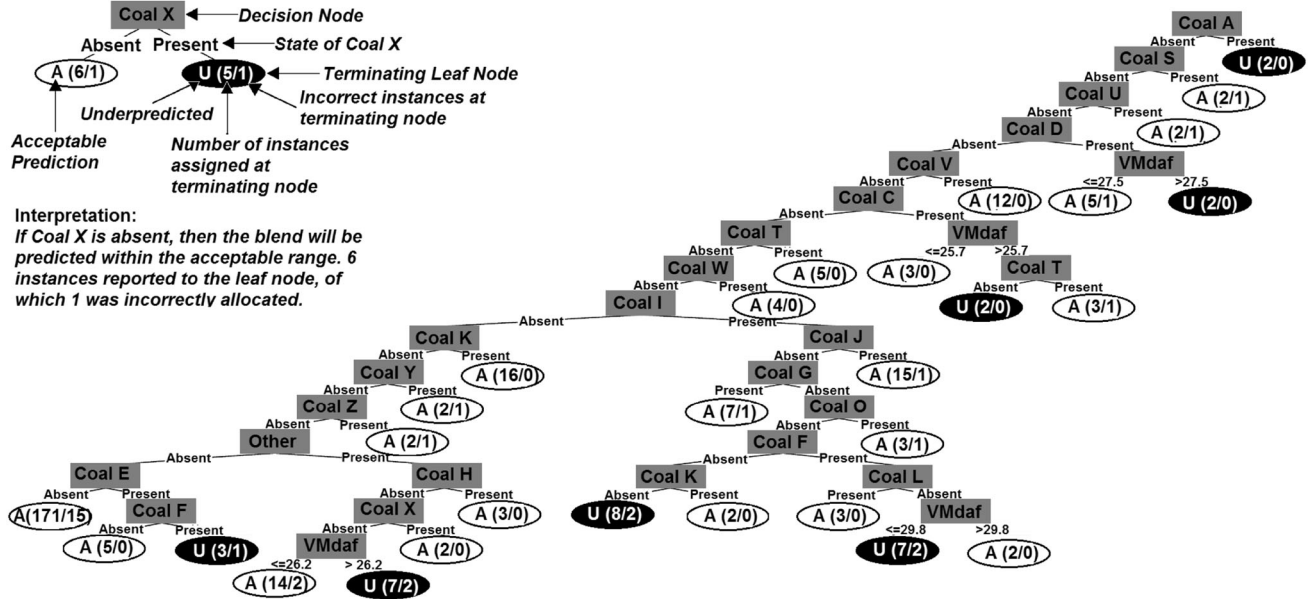 Coal X
Decision Node
Absent Present
State of Coal X
A (6/1)
U (5/1)
Terminating Leaf Node
Underpredicted
Incorrect instances at
terminating node
Acceptable
Prediction
Number of instances
assigned at
terminating node
Interpretation:
If Coal X is absent, then the blend will be
predicted within the acceptable range. 6
instances reported to the leaf node, of
which 1 was incorrectly allocated.
Coal A
Absent Present
Coal S
U (2/0)
Absent Present
Coal U
A (2/1)
Absent Present
Coal D
A (2/1)
Absent Present
Coal V
VMdaf
Absent Present
<=27.5 >27.5
Coal C
A (12/0)
A (5/1)
U (2/0)
Absent Present
Coal T
VMdaf
Absent Present
<=25.7 >25.7
Coal W
A (5/0)
A (3/0)
Coal T
Absent Present
Absent Present
Coal I
A (4/0)
U (2/0)
A (3/1)
Absent Present
Coal K
Coal J
Absent Present
Absent Present
Coal Y
A (16/0)
Coal G
A (15/1)
Absent Present
Present Absent
Coal Z
A (2/1)
A (7/1)
Coal O
Absent Present
Absent Present
Other
A (2/1)
Coal F
A (3/1)
Absent Present
Absent Present
Coal E
Coal H
Coal K
Coal L
Absent Present
Absent Present
Absent Present
Present Absent
A(171/15)
Coal F
Coal X
A (3/0)
U (8/2)
A (2/0)
A (3/0)
VMdaf
Absent Present
Absent Present
<=29.8 >29.8
A (5/0)
U (3/1)
VMdaf
A (2/0)
U (7/2)
A (2/0)
<=26.2 > 26.2
A (14/2)
U (7/2)